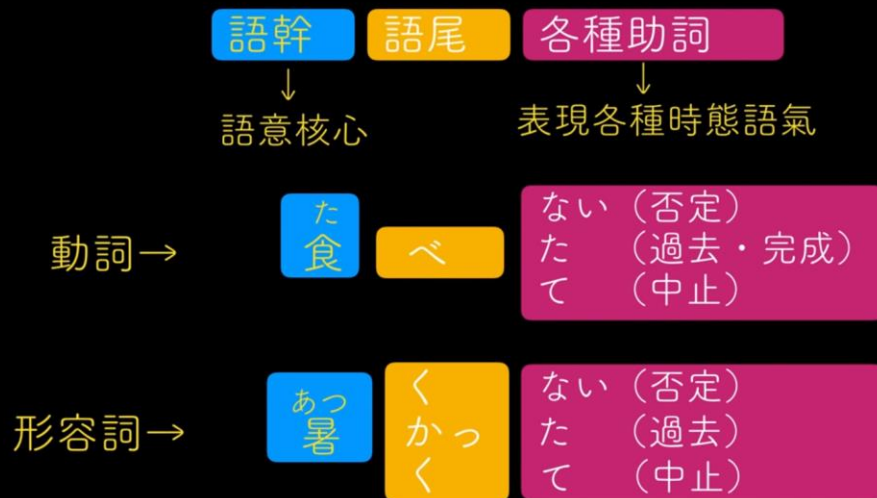 語幹 語尾 各種助詞
↓ ↓
語意核心 表現各種時態語氣
た
動詞→ 食 べ
ない（否定）
た （過去・完成）
て （中止）
あつ
形容詞→ 暑
く ない（否定）
かっ た （過去）
く て （中止）